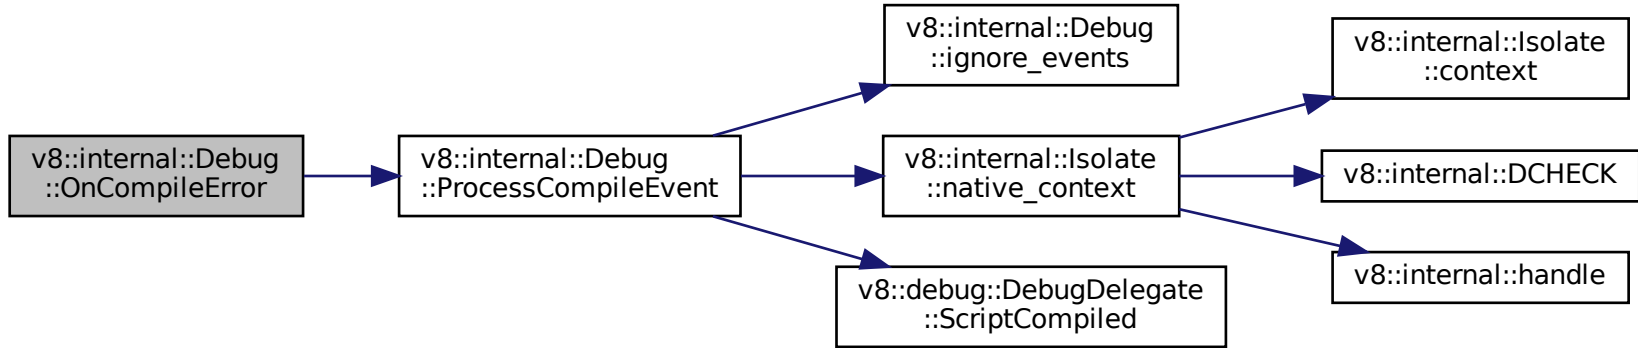 v8::internal::Debug
::OnCompileError
v8::internal::Debug
::ProcessCompileEvent
v8::internal::Debug
::ignore_events
v8::internal::Isolate
::native_context
v8::debug::DebugDelegate
::ScriptCompiled
v8::internal::Isolate
::context
v8::internal::DCHECK
v8::internal::handle